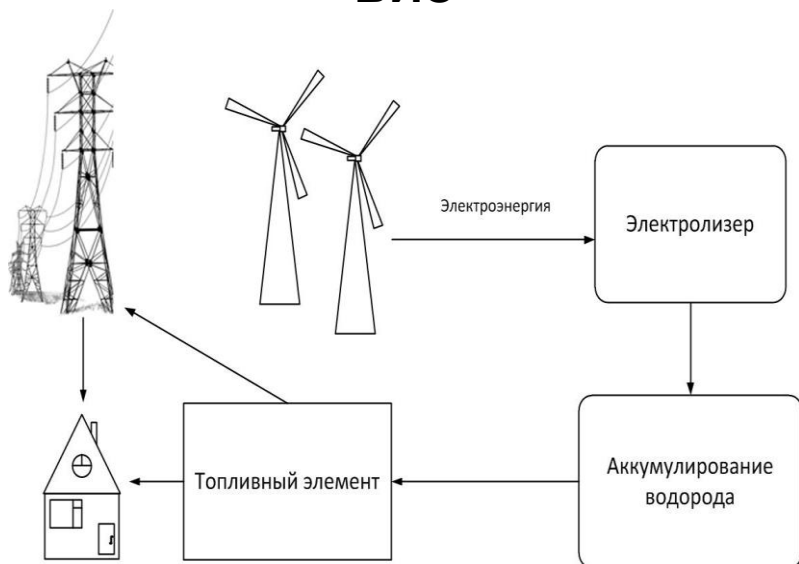 Электроэнергия
Электролизер
Топливный элемент
Аккумулирование
водорода